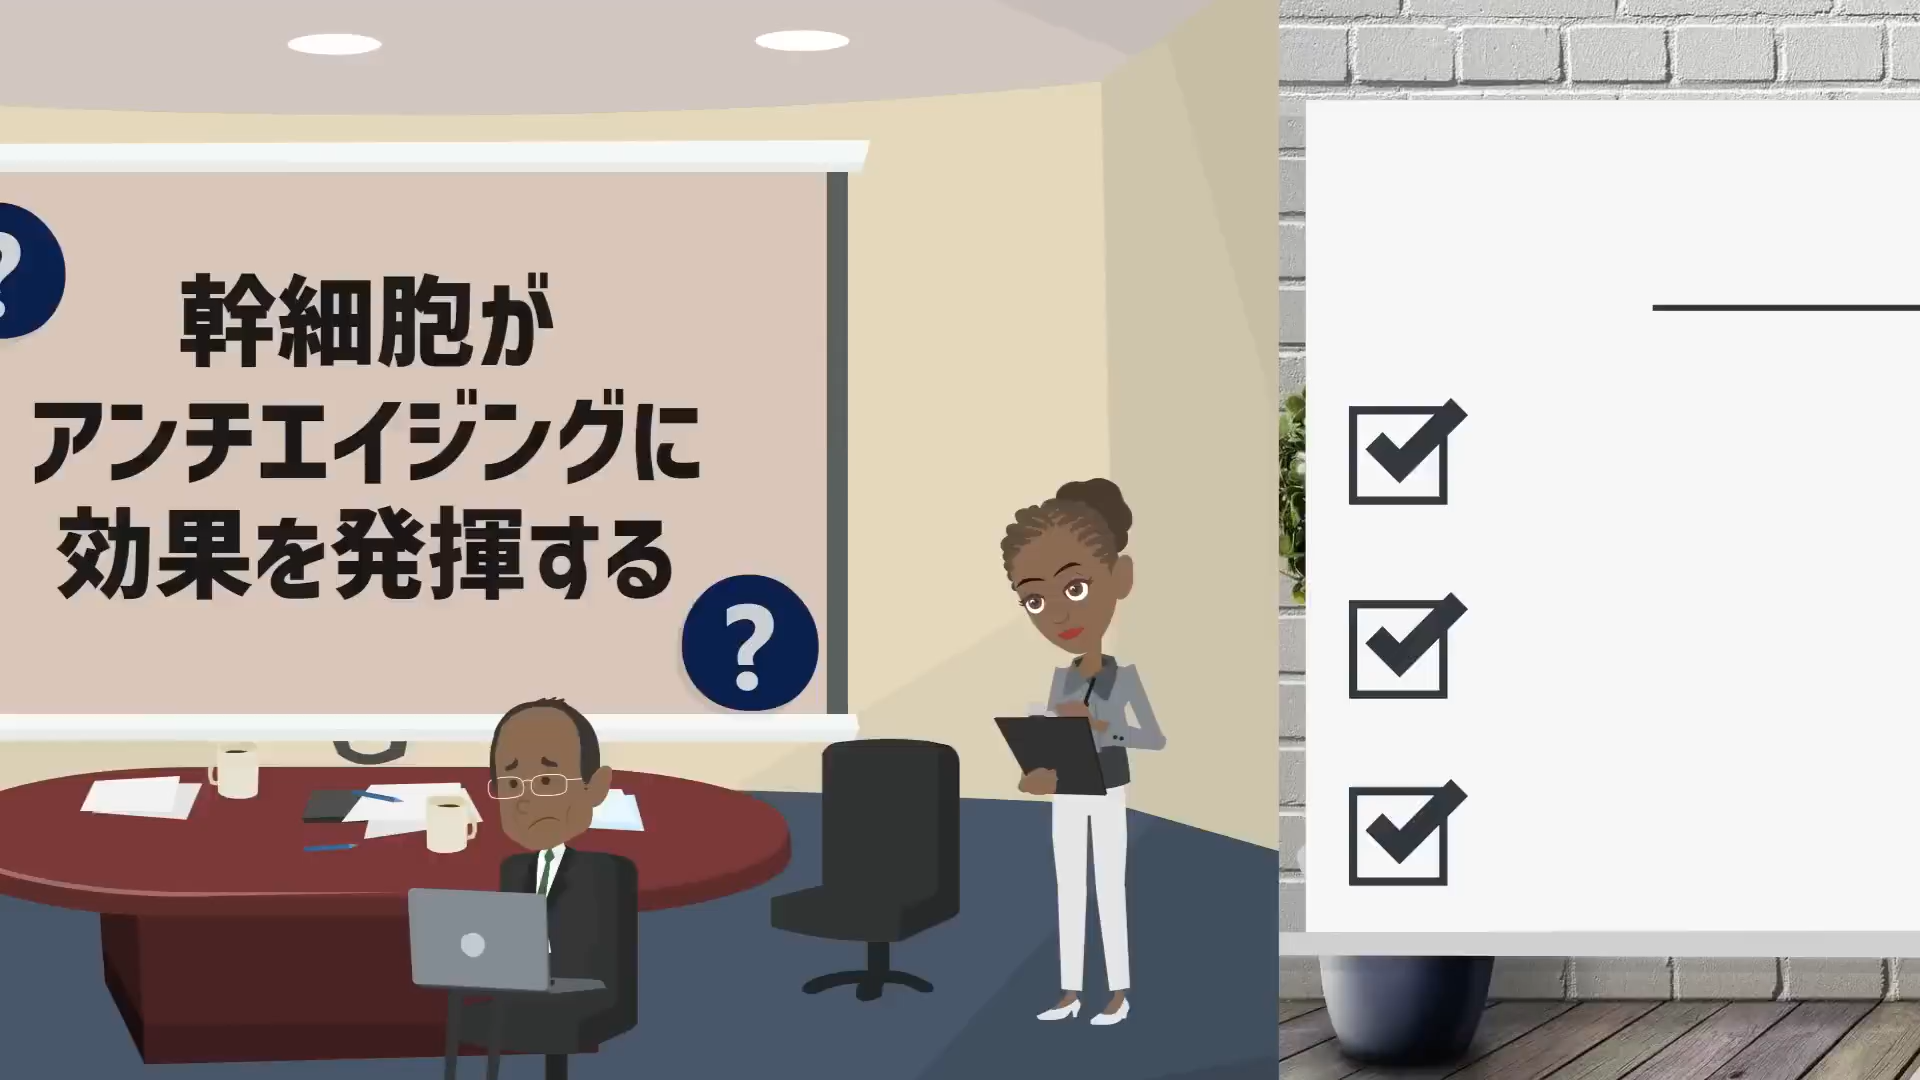 ?
幹細胞が
アンチエイジングに
効果を発揮する
?